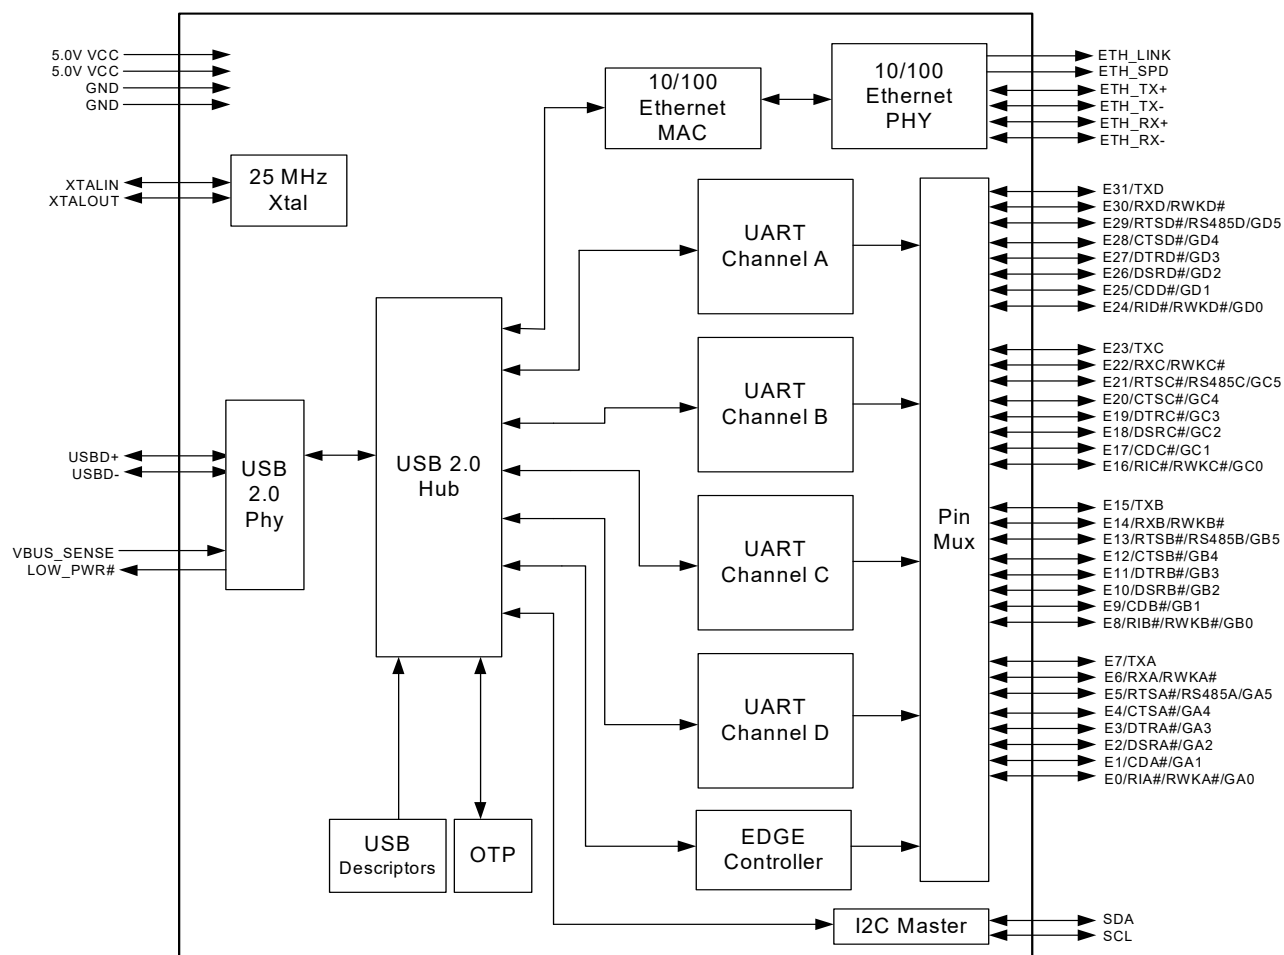 5.0V VCC
5.0V VCC
GND
GND
XTALIN
XTALOUT
25 MHz
Xtal
USBD+
USBD-
VBUS_SENSE
LOW_PWR#
USB
2.0
Phy
USB 2.0
Hub
USB
Descriptors
OTP
10/100
Ethernet
MAC
10/100
Ethernet
PHY
UART
Channel A
UART
Channel B
UART
Channel C
UART
Channel D
EDGE
Controller
I2C Master
Pin
Mux
ETH_LINK
ETH_SPD
ETH_TX+
ETH_TX-
ETH_RX+
ETH_RX-
E31/TXD
E30/RXD/RWKD#
E29/RTSD#/RS485D/GD5
E28/CTSD#/GD4
E27/DTRD#/GD3
E26/DSRD#/GD2
E25/CDD#/GD1
E24/RID#/RWKD#/GD0
E23/TXC
E22/RXC/RWKC#
E21/RTSC#/RS485C/GC5
E20/CTSC#/GC4
E19/DTRC#/GC3
E18/DSRC#/GC2
E17/CDC#/GC1
E16/RIC#/RWKC#/GC0
E15/TXB
E14/RXB/RWKB#
E13/RTSB#/RS485B/GB5
E12/CTSB#/GB4
E11/DTRB#/GB3
E10/DSRB#/GB2
E9/CDB#/GB1
E8/RIB#/RWKB#/GB0
E7/TXA
E6/RXA/RWKA#
E5/RTSA#/RS485A/GA5
E4/CTSA#/GA4
E3/DTRA#/GA3
E2/DSRA#/GA2
E1/CDA#/GA1
E0/RIA#/RWKA#/GA0
SDA
SCL